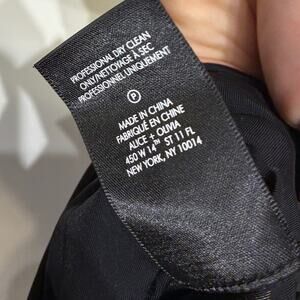 PROFESSIONAL DRY CLEAN
ONLY/NETTOYAGE A SEC
PROFESSIONNEL UNIQUEMENT
P
MADE IN CHINA
FABRIQUÉ EN CHINE
ALICE + OLIVIA
450 W 14TH ST 11 FL
NEW YORK, NY 10014